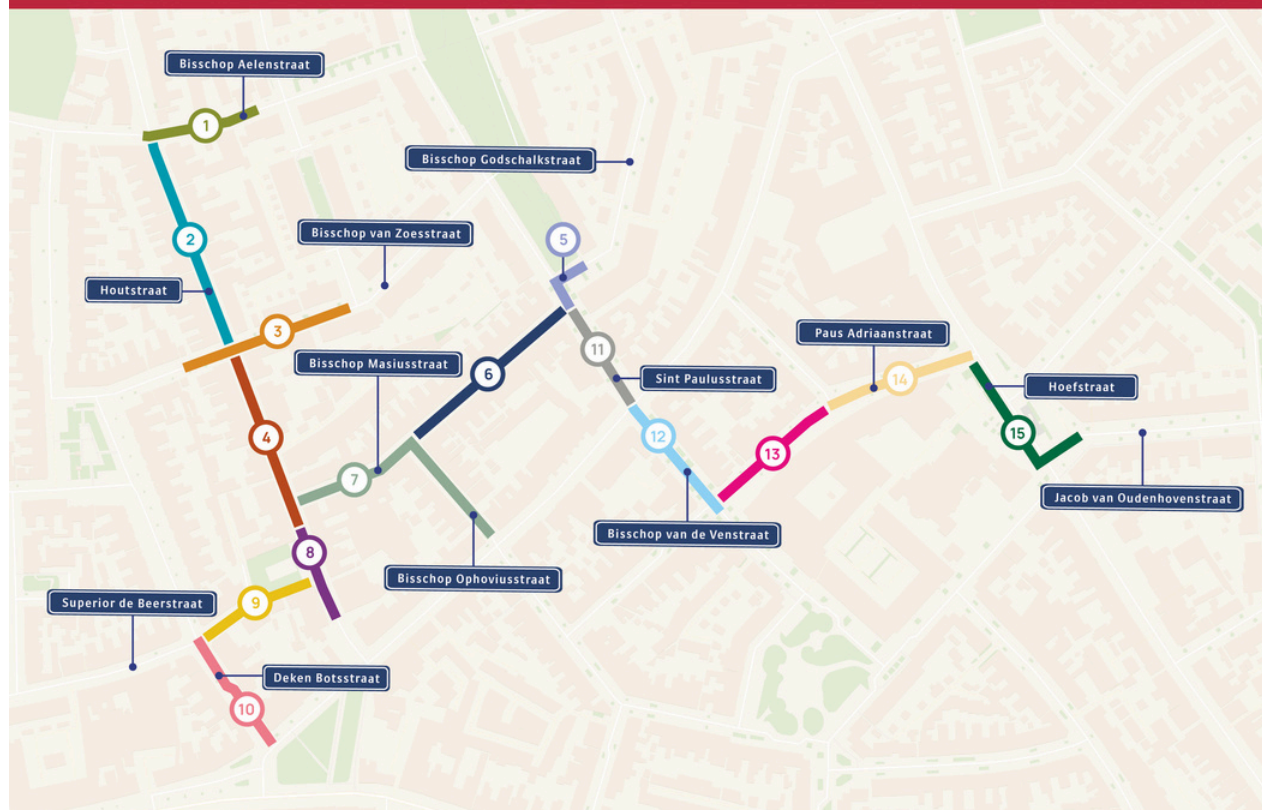 Bisschop Aelenstraat
1
Bisschop Godschalkstraat
Bisschop van Zoesstraat
2
5
Houtstraat
3
Bisschop Masiusstraat
6
11
Paus Adriaanstraat
14
Sint Paulusstraat
Hoefstraat
4
12
15
13
7
Jacob van Oudenhovenstraat
Bisschop van de Venstraat
8
Bisschop Ophoviusstraat
Superior de Beerstraat
9
Deken Botsstraat
10